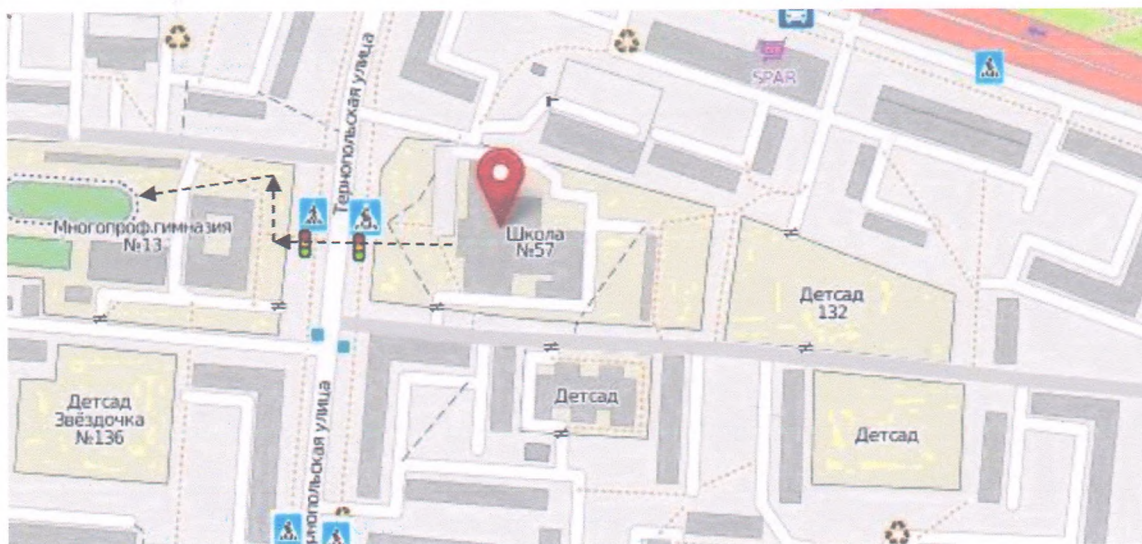 SPAR
Тернопольская улица
Многопроф.гимназия
№13
Школа
№57
Детсад
132
Детсад
Звёздочка
№136
Детсад
Детсад
Тернопольская улица